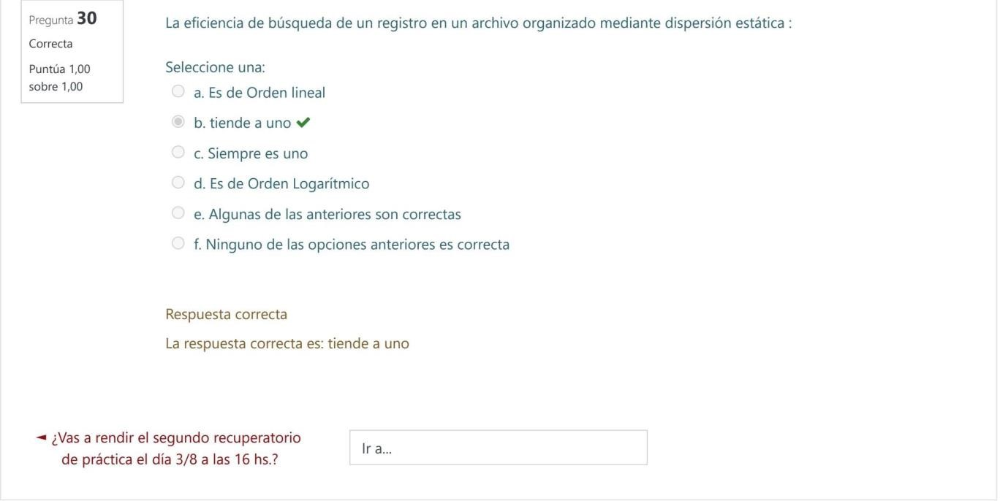 Pregunta 30
Correcta
Puntúa 1,00
sobre 1,00
La eficiencia de búsqueda de un registro en un archivo organizado mediante dispersión estática :
Seleccione una:
a. Es de Orden lineal
b. tiende a uno ✔
c. Siempre es uno
d. Es de Orden Logarítmico
e. Algunas de las anteriores son correctas
f. Ninguno de las opciones anteriores es correcta
Respuesta correcta
La respuesta correcta es: tiende a uno
◄ ¿Vas a rendir el segundo recuperatorio
de práctica el día 3/8 a las 16 hs.?
Ir a...